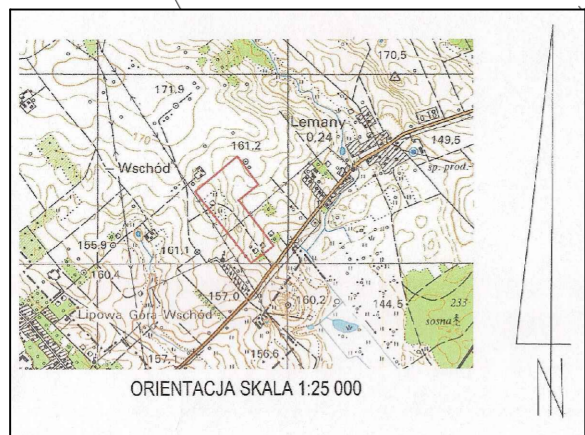 170,5
171,9
Lemany
0,24
149,5
170
161,2
sp.-prod.
Wschód
155,9
161,1
160,4
157,0
160,2
144,5
233
Lipowa Góra Wschód
sosna
157,1
156,6
ORIENTACJA SKALA 1:25 000
N